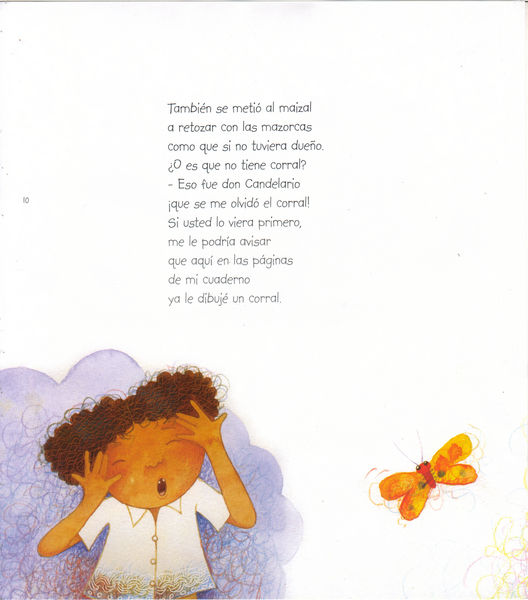 También se metió al maizal
a retozar con las mazorcas
como que si no tuviera dueño.
¿O es que no tiene corral?
- Eso fue don Candelario
¡que se me olvidó el corral!
Si usted lo viera primero,
me le podría avisar
que aquí en las páginas
de mi cuaderno
ya le dibujé un corral.
10